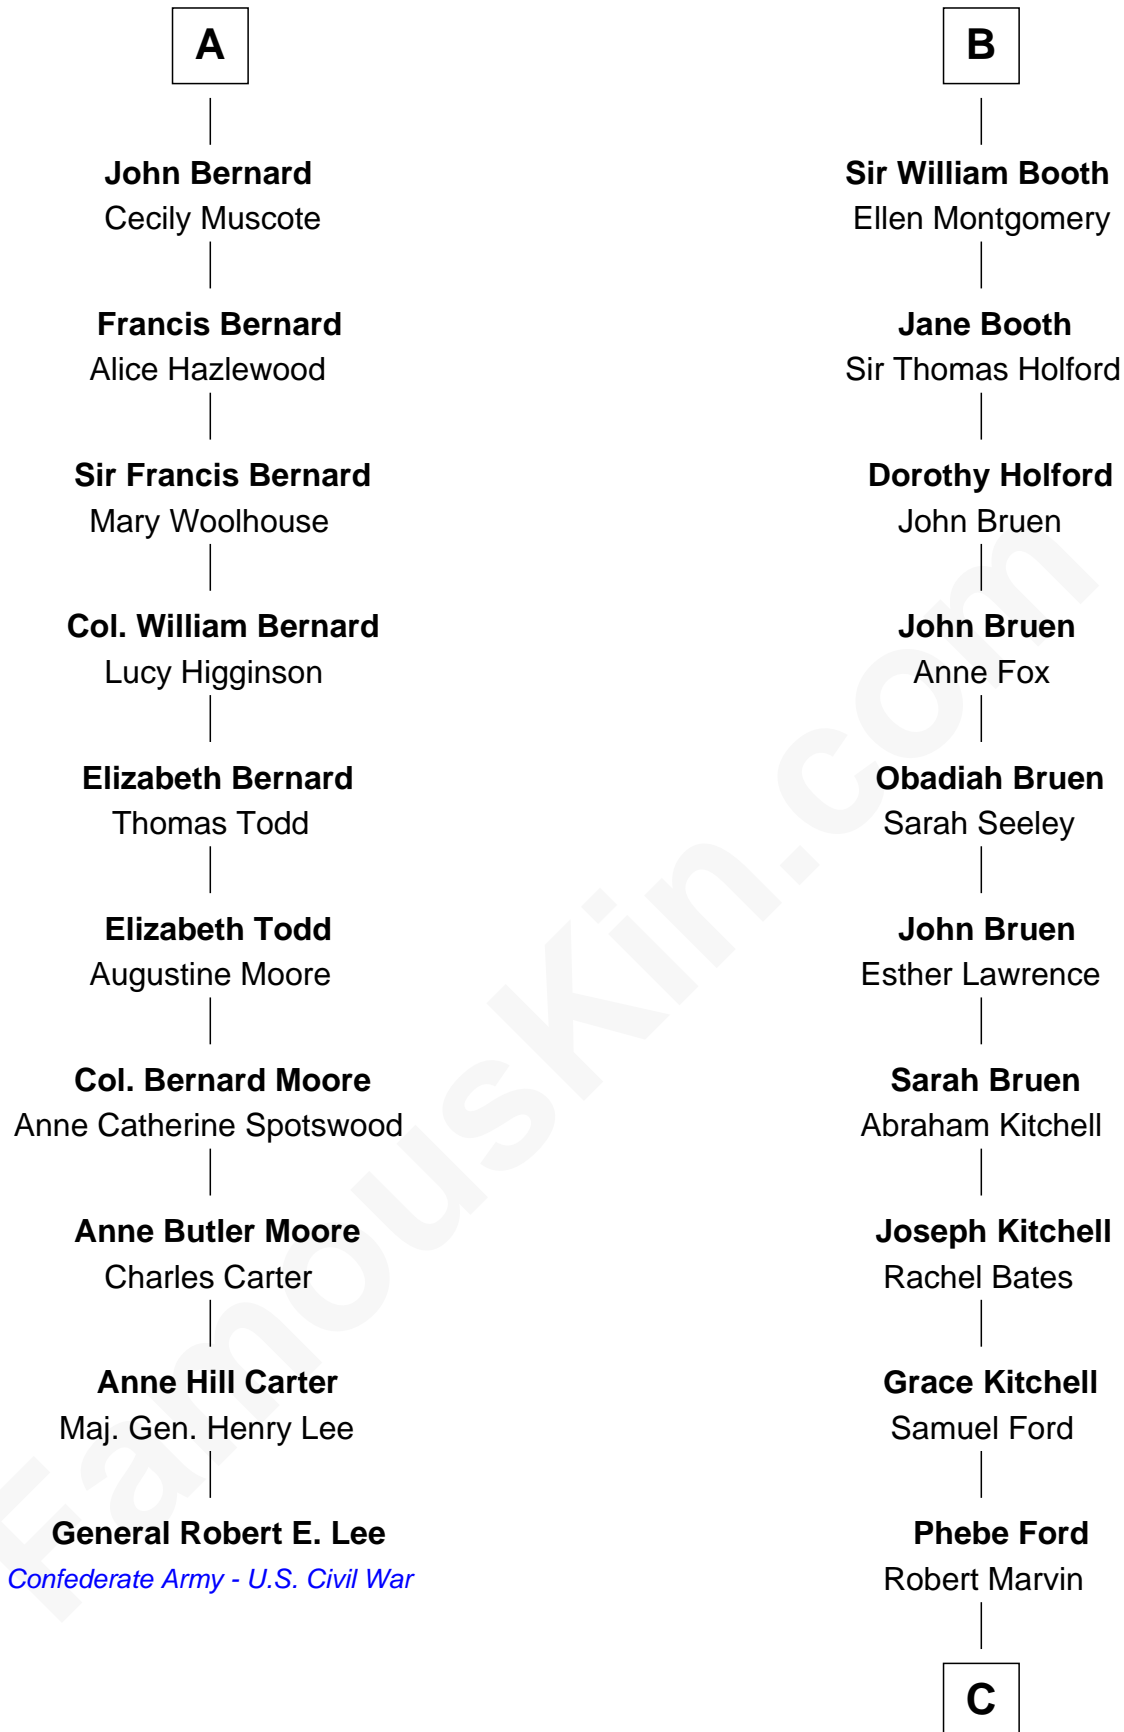 A
John Bernard
Cecily Muscote
Francis Bernard
Alice Hazlewood
Sir Francis Bernard
Mary Woolhouse
Col. William Bernard
Lucy Higginson
Elizabeth Bernard
Thomas Todd
Elizabeth Todd
Augustine Moore
Col. Bernard Moore
Anne Catherine Spotswood
Anne Butler Moore
Charles Carter
Anne Hill Carter
Maj. Gen. Henry Lee
General Robert E. Lee
Confederate Army - U.S. Civil War
B
Sir William Booth
Ellen Montgomery
Jane Booth
Sir Thomas Holford
Dorothy Holford
John Bruen
John Bruen
Anne Fox
Obadiah Bruen
Sarah Seeley
John Bruen
Esther Lawrence
Sarah Bruen
Abraham Kitchell
Joseph Kitchell
Rachel Bates
Grace Kitchell
Samuel Ford
Phebe Ford
Robert Marvin
C
FamousKin.com